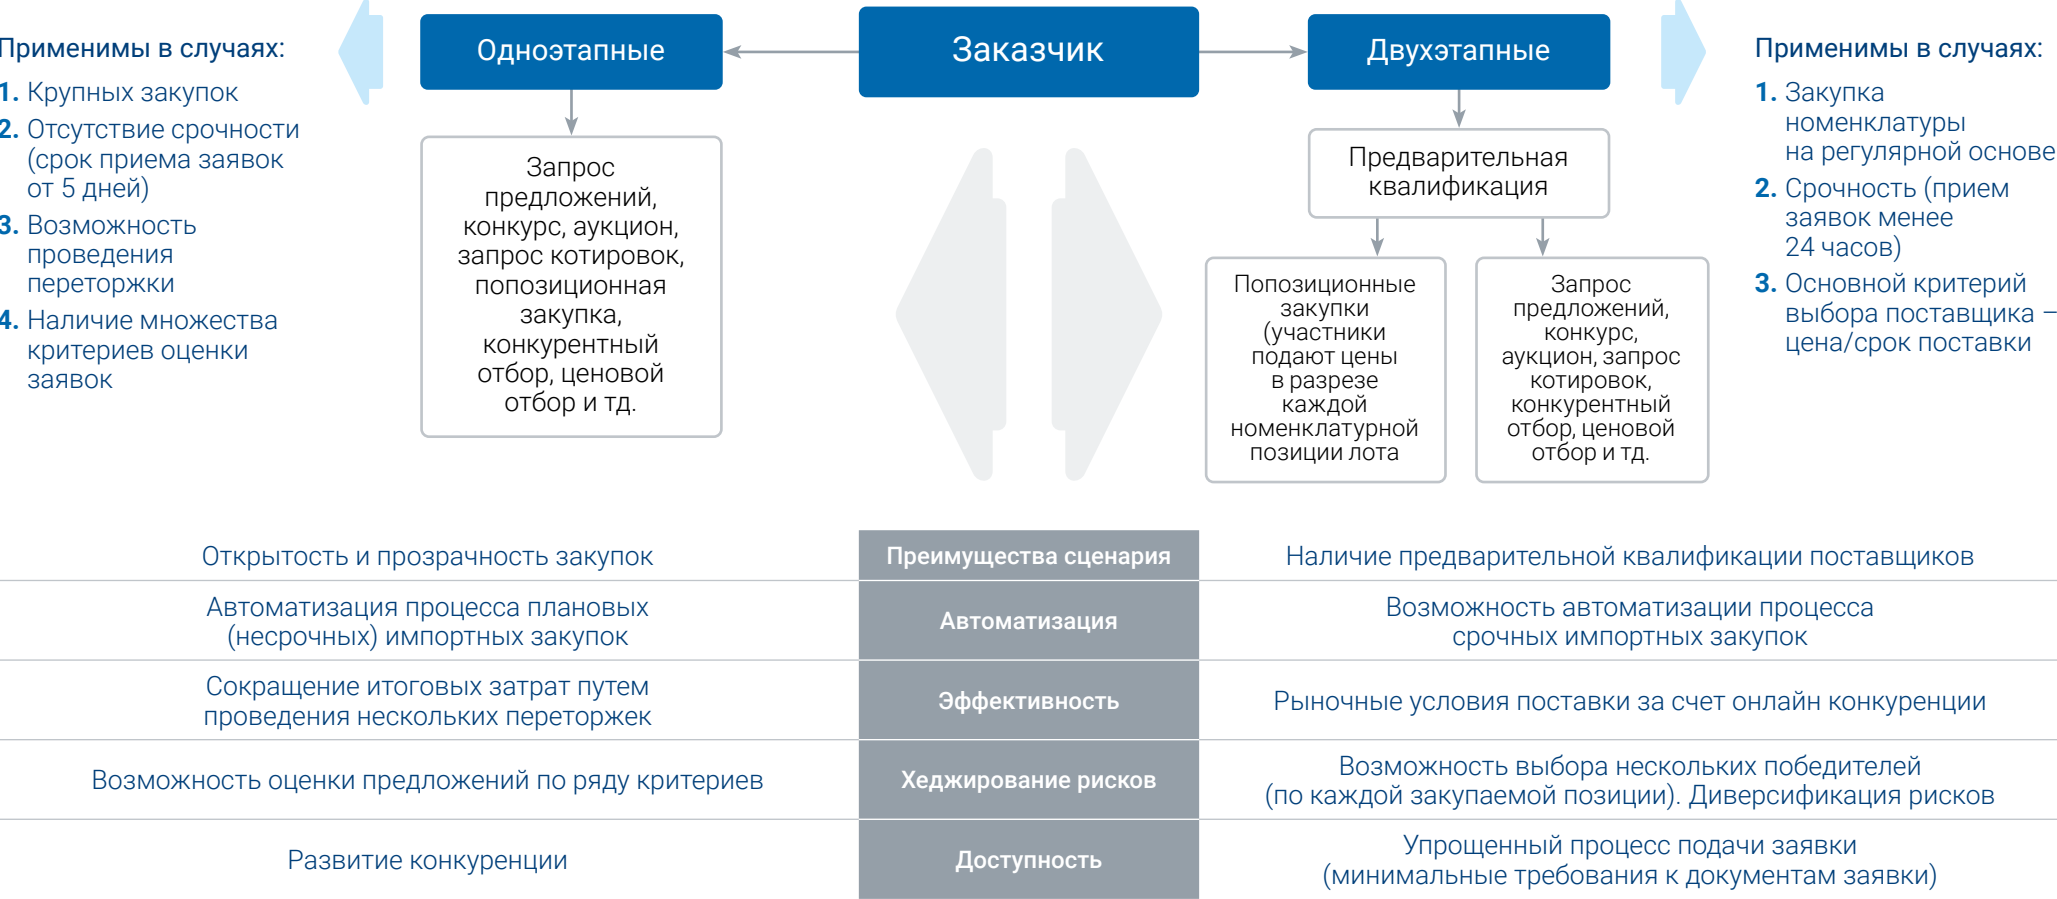 Заказчик
Одноэтапные
Применимы в случаях:
1. Крупных закупок
2. Отсутствие срочности
(срок приема заявок
от 5 дней)
3. Возможность
проведения
переторжки
4. Наличие множества
критериев оценки
заявок
Запрос
предложений,
конкурс, аукцион,
запрос котировок,
попозиционная
закупка,
конкурентный
отбор, ценовой
отбор и тд.
Двухэтапные
Предварительная
квалификация
Попозиционные
закупки
(участники
подают цены
в разрезе
каждой
номенклатурной
позиции лота
Запрос
предложений,
конкурс,
аукцион, запрос
котировок,
конкурентный
отбор, ценовой
отбор и тд.
Применимы в случаях:
1. Закупка
номенклатуры
на регулярной основе
2. Срочность (прием
заявок менее
24 часов)
3. Основной критерий
выбора поставщика –
цена/срок поставки
Открытость и прозрачность закупок
Преимущества сценария
Наличие предварительной квалификации поставщиков
Автоматизация процесса плановых
(несрочных) импортных закупок
Автоматизация
Возможность автоматизации процесса
срочных импортных закупок
Сокращение итоговых затрат путем
проведения нескольких переторжек
Эффективность
Рыночные условия поставки за счет онлайн конкуренции
Возможность оценки предложений по ряду критериев
Хеджирование рисков
Возможность выбора нескольких победителей
(по каждой закупаемой позиции). Диверсификация рисков
Развитие конкуренции
Доступность
Упрощенный процесс подачи заявки
(минимальные требования к документам заявки)